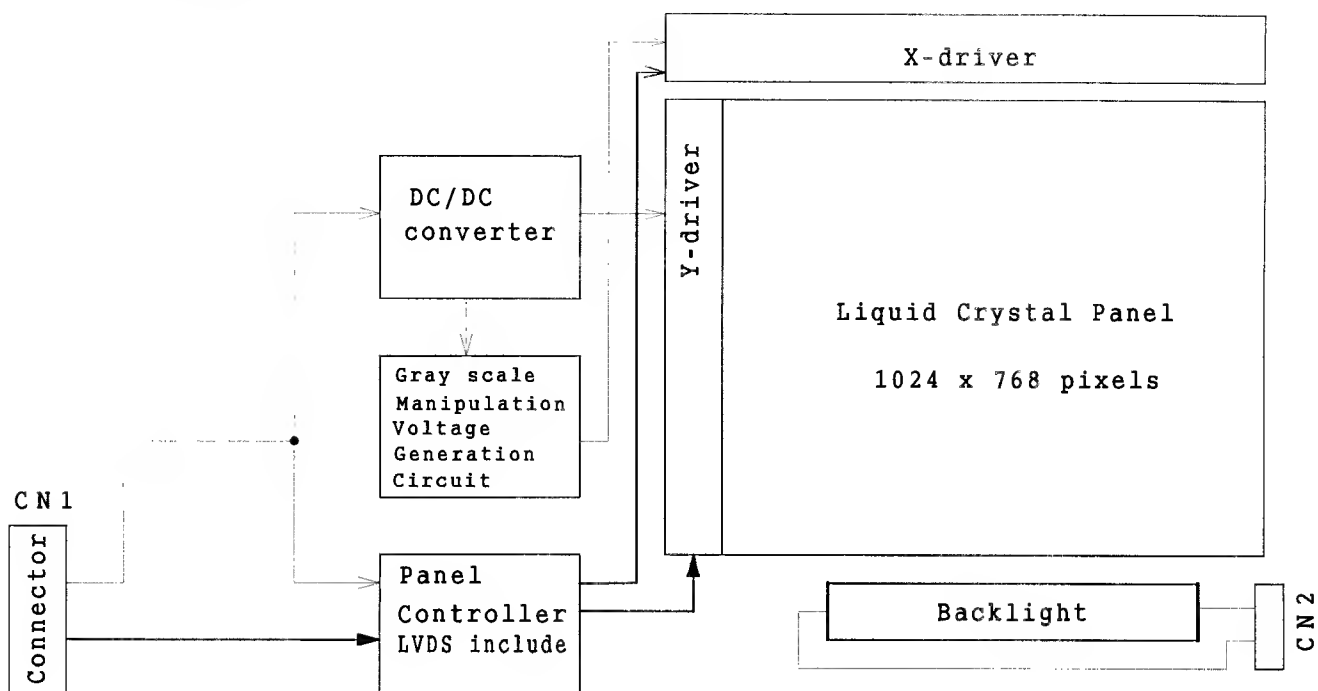 X-driver
Y-driver
DC/DC
converter
Liquid Crystal Panel
1024 x 768 pixels
Gray scale
Manipulation
Voltage
Generation
Circuit
CN1
Connector
Panel
Controller
LVDS include
Backlight
CN2